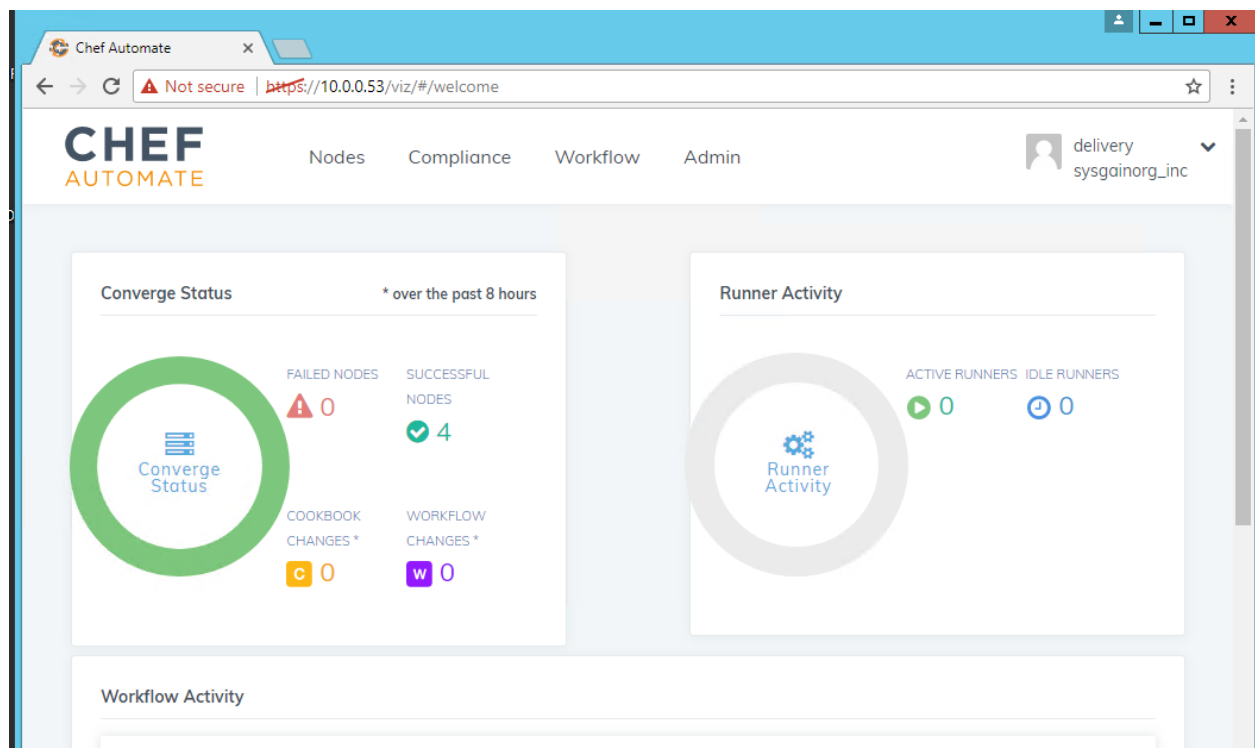 Chef Automate
Not secure | https://10.0.0.53/viz/#/welcome
CHEF
AUTOMATE
Nodes Compliance Workflow Admin
delivery
sysgainorg_inc
Converge Status * over the past 8 hours
FAILED NODES
0
SUCCESSFUL
NODES
4
Converge
Status
COOKBOOK
CHANGES *
C 0
WORKFLOW
CHANGES *
W 0
Runner Activity
ACTIVE RUNNERS IDLE RUNNERS
0 0
Runner
Activity
Workflow Activity